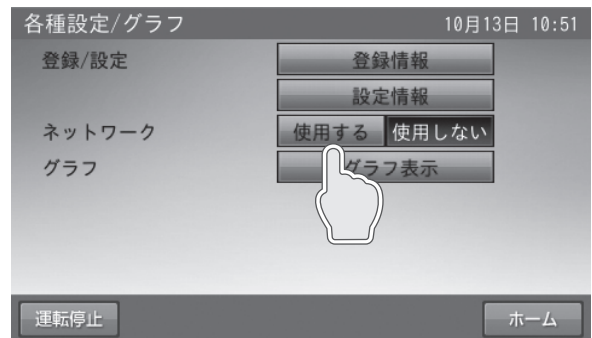 各種設定/グラフ 10月13日 10:51
登録/設定 登録情報
設定情報
ネットワーク 使用する 使用しない
グラフ グラフ表示
運転停止 ホーム